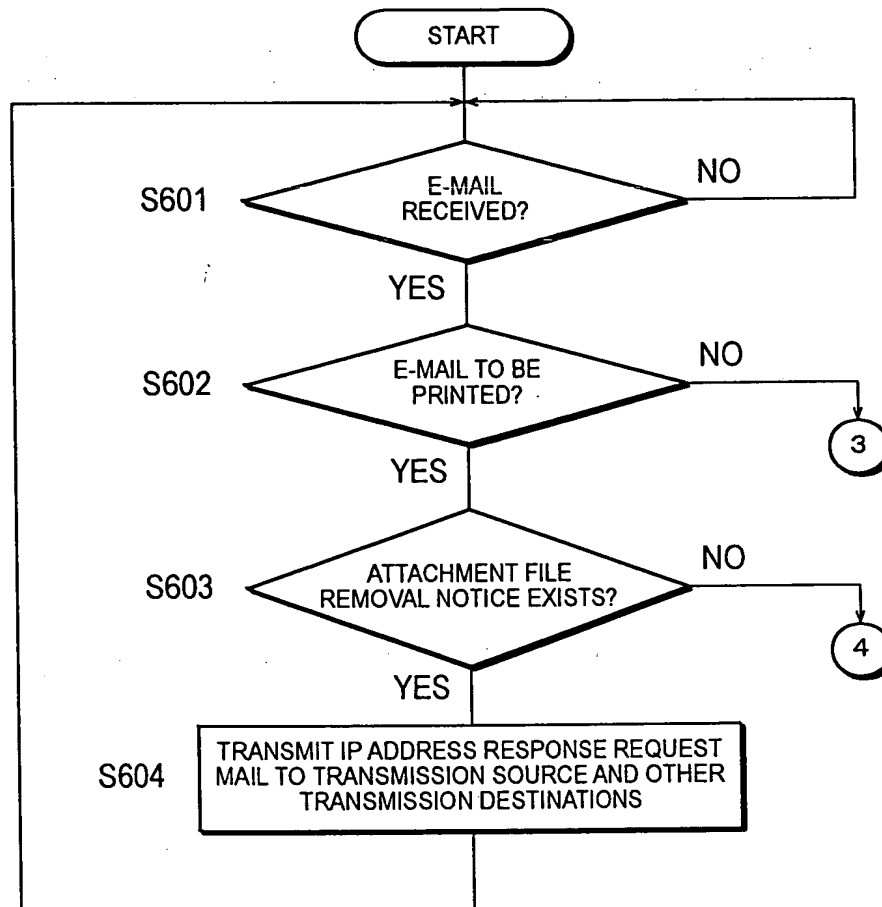 START
S601
E-MAIL
RECEIVED?
NO
YES
S602
E-MAIL TO BE
PRINTED?
NO
3
YES
S603
ATTACHMENT FILE
REMOVAL NOTICE EXISTS?
NO
4
YES
S604
TRANSMIT IP ADDRESS RESPONSE REQUEST
MAIL TO TRANSMISSION SOURCE AND OTHER
TRANSMISSION DESTINATIONS